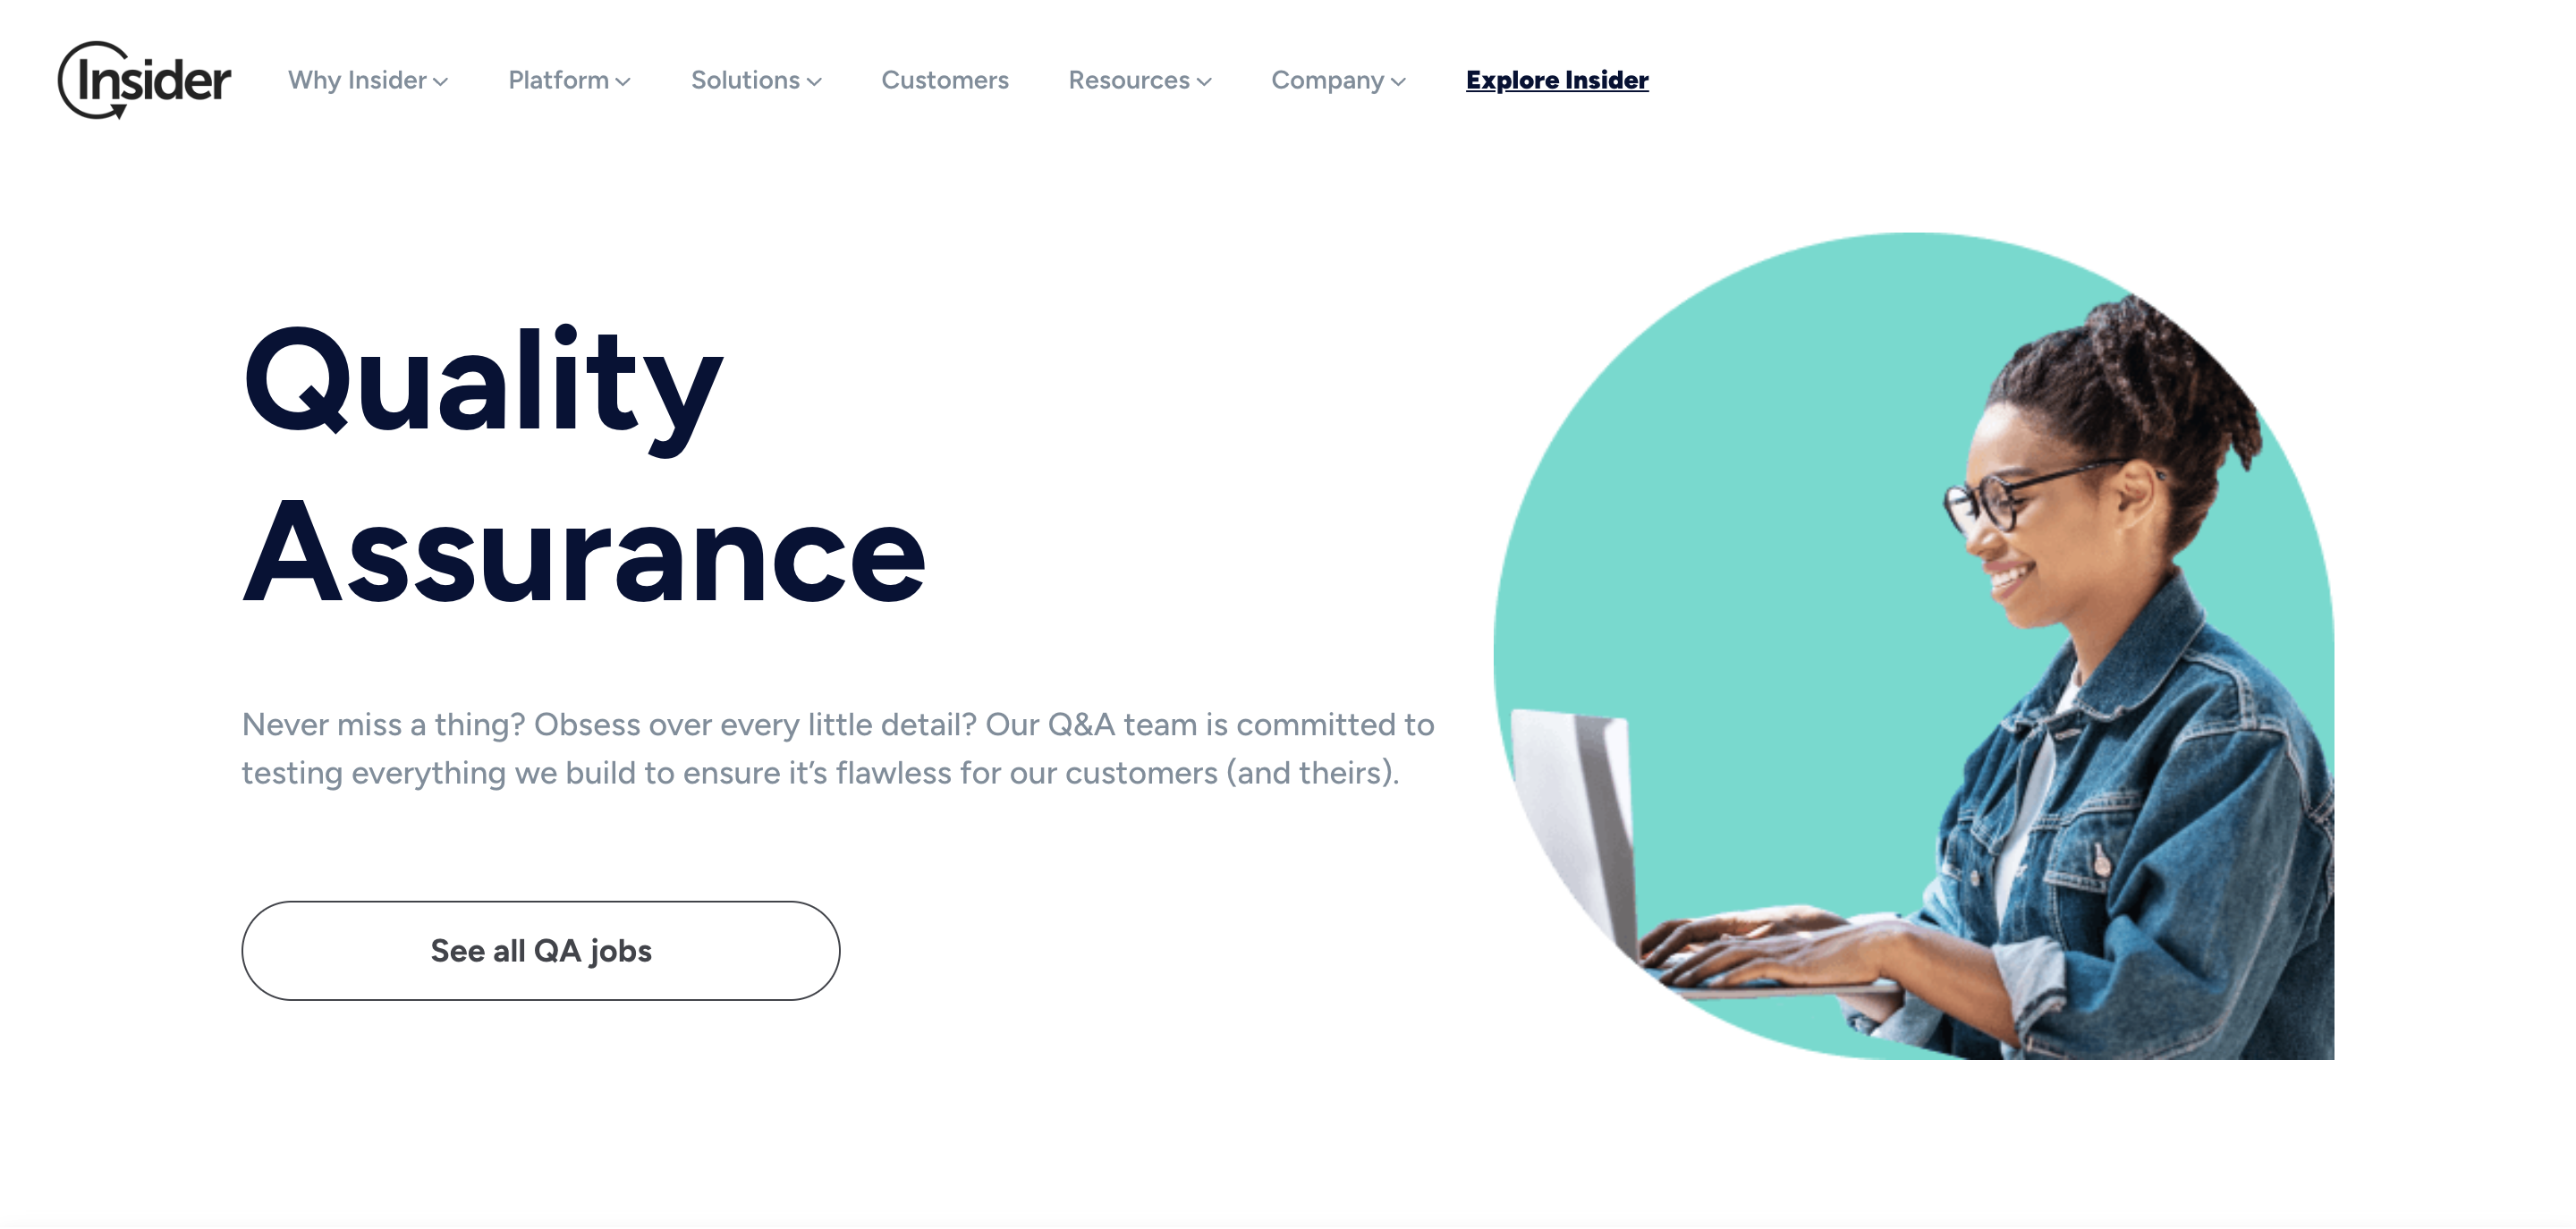 Insider
Why Insider Platform Solutions Customers Resources Company Explore Insider
Quality
Assurance
Never miss a thing? Obsess over every little detail? Our Q&A team is committed to
testing everything we build to ensure it’s flawless for our customers (and theirs).
See all QA jobs